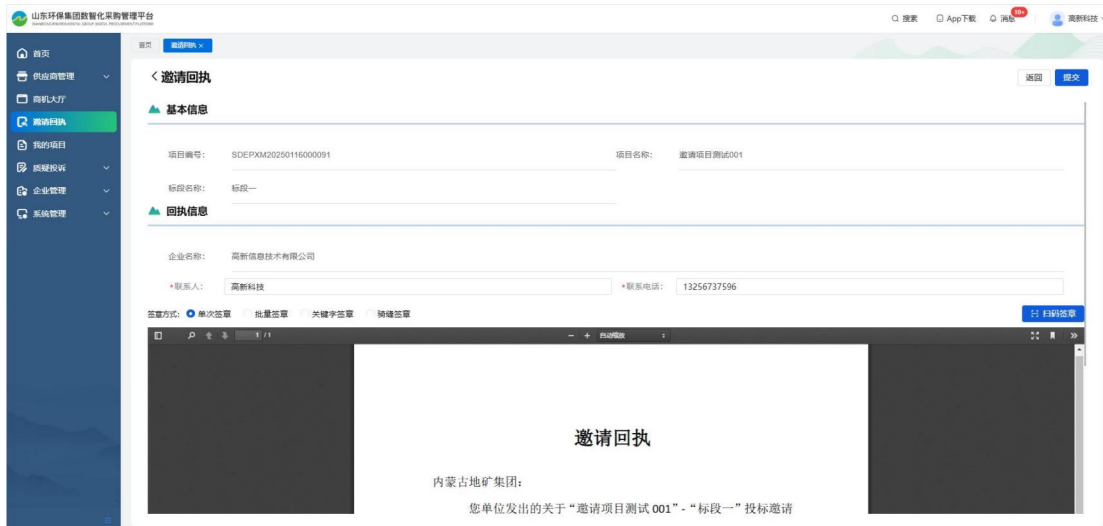 山东环保集团数智化采购管理平台
搜索 App下载 消息 10+ 高新科技
首页 邀请回执 ×
首页
供应商管理
商机大厅
邀请回执
我的项目
质疑投诉
企业管理
系统管理
邀请回执 返回 提交
基本信息
项目编号: SDEPXM20250116000091 项目名称: 邀请项目测试001
标段名称: 标段一
回执信息
企业名称: 高新信息技术有限公司
*联系人: 高新科技 *联系电话: 13256737596
签章方式: 单次签章 批量签章 关键字签章 骑缝签章 扫码签章
1 /1 − + 自动缩放
邀请回执
内蒙古地矿集团:
您单位发出的关于“邀请项目测试 001”-“标段一”投标邀请